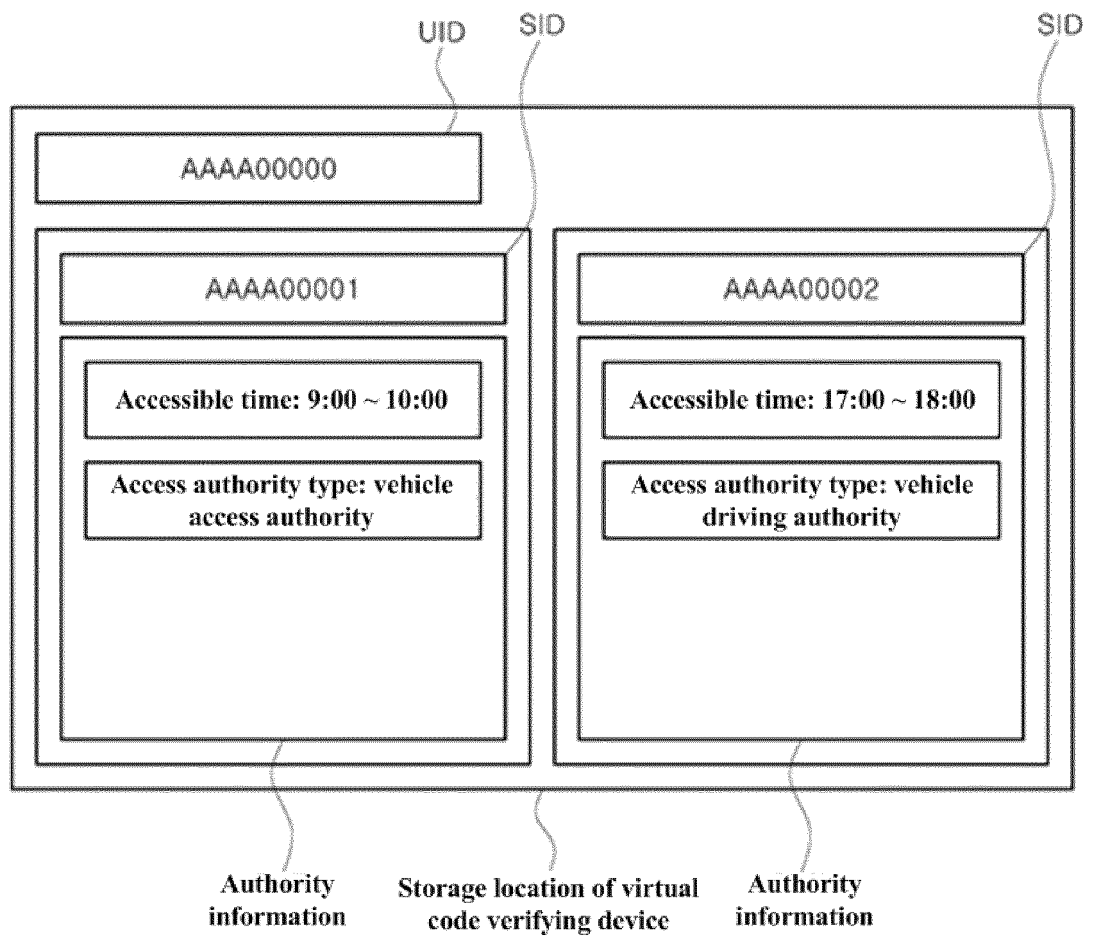 UID
SID
SID
AAAA00000
AAAA00001
Accessible time: 9:00 ~ 10:00
Access authority type: vehicle
access authority
AAAA00002
Accessible time: 17:00 ~ 18:00
Access authority type: vehicle
driving authority
Authority
information
Storage location of virtual
code verifying device
Authority
information